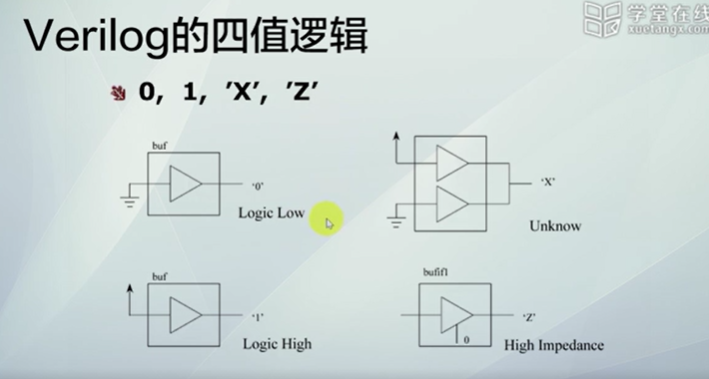 Verilog的四值逻辑
学堂在线
xuetangx.com
0, 1, ’X’, ’Z’
buf
‘0’
Logic Low
‘X’
Unknow
buf
‘1’
Logic High
bufif1
‘Z’
0
High Impedance